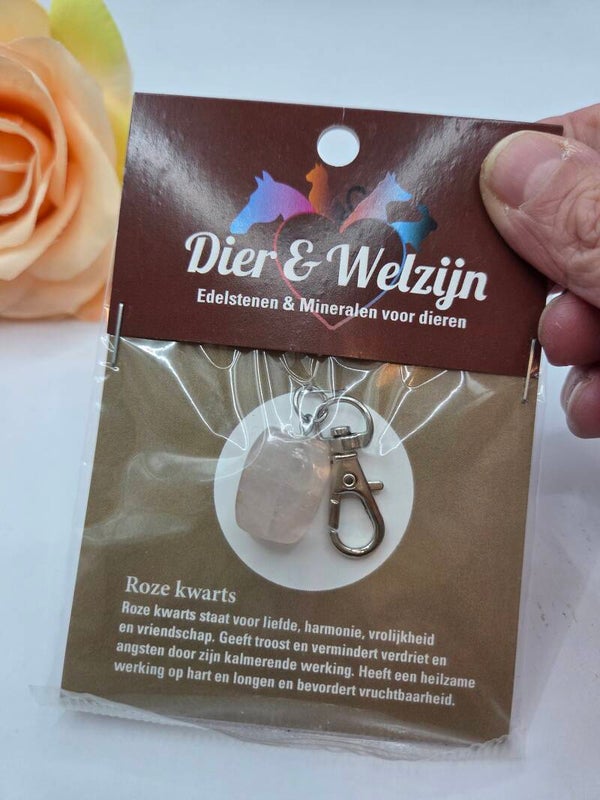 Dier & Welzijn
Edelstenen & Mineralen voor dieren
Roze kwarts
Roze kwarts staat voor liefde, harmonie, vrolijkheid
en vriendschap. Geeft troost en vermindert verdriet en
angsten door zijn kalmerende werking. Heeft een heilzame
werking op hart en longen en bevordert vruchtbaarheid.